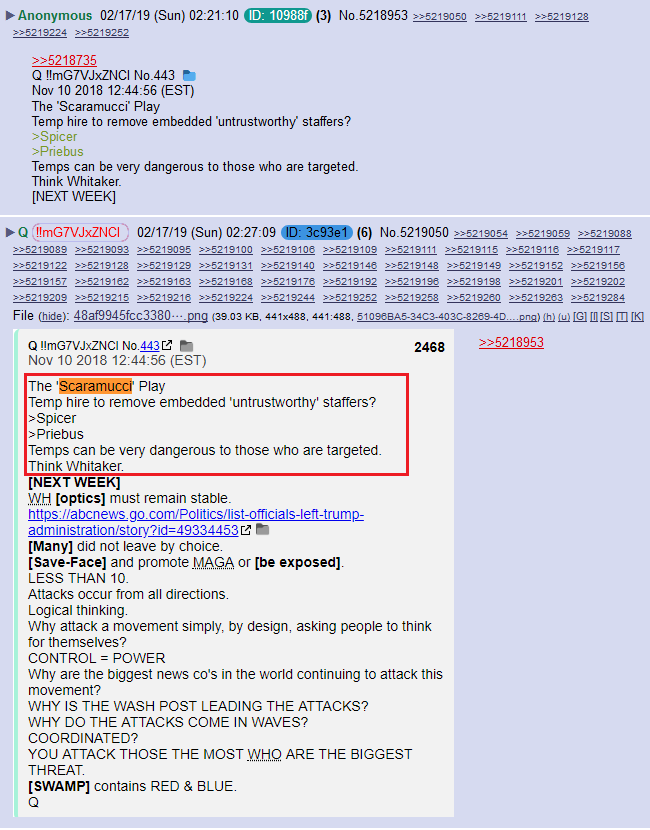 ▶ Anonymous 02/17/19 (Sun) 02:21:10 ID: 10988f (3) No.5218953 >>5219050 >>5219111 >>5219128
>>5219224 >>5219252
>>5218735
Q !!mG7VJxZNCI No.443
Nov 10 2018 12:44:56 (EST)
The 'Scaramucci' Play
Temp hire to remove embedded 'untrustworthy' staffers?
>Spicer
>Priebus
Temps can be very dangerous to those who are targeted.
Think Whitaker.
[NEXT WEEK]
▶ Q !!mG7VJxZNCI 02/17/19 (Sun) 02:27:09 ID: 3c93e1 (6) No.5219050 >>5219054 >>5219059 >>5219088
>>5219089 >>5219093 >>5219095 >>5219100 >>5219106 >>5219109 >>5219111 >>5219115 >>5219116 >>5219117
>>5219122 >>5219128 >>5219129 >>5219131 >>5219140 >>5219146 >>5219148 >>5219149 >>5219152 >>5219156
>>5219157 >>5219162 >>5219163 >>5219168 >>5219176 >>5219192 >>5219196 >>5219198 >>5219201 >>5219202
>>5219209 >>5219215 >>5219216 >>5219224 >>5219244 >>5219252 >>5219258 >>5219260 >>5219263 >>5219284
File (hide): 48af9945fcc3380⋯.png (39.03 KB, 441x488, 441:488, 51096BA5-34C3-403C-8269-4D….png) (h) (u) [G] [I] [S] [T] [K]
Q !!mG7VJxZNCI No.443 2468 >>5218953
Nov 10 2018 12:44:56 (EST)
The 'Scaramucci' Play
Temp hire to remove embedded 'untrustworthy' staffers?
>Spicer
>Priebus
Temps can be very dangerous to those who are targeted.
Think Whitaker.
[NEXT WEEK]
WH [optics] must remain stable.
https://abcnews.go.com/Politics/list-officials-left-trump-
administration/story?id=49334453
[Many] did not leave by choice.
[Save-Face] and promote MAGA or [be exposed].
LESS THAN 10.
Attacks occur from all directions.
Logical thinking.
Why attack a movement simply, by design, asking people to think
for themselves?
CONTROL = POWER
Why are the biggest news co's in the world continuing to attack this
movement?
WHY IS THE WASH POST LEADING THE ATTACKS?
WHY DO THE ATTACKS COME IN WAVES?
COORDINATED?
YOU ATTACK THOSE THE MOST WHO ARE THE BIGGEST
THREAT.
[SWAMP] contains RED & BLUE.
Q